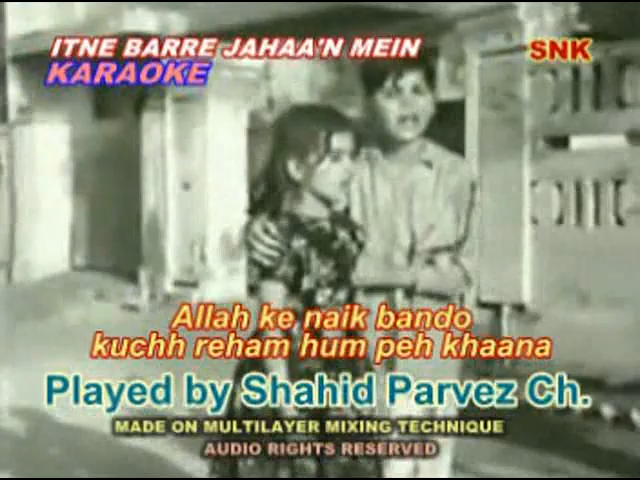 ITNE BARRE JAHAA'N MEIN
SNK
KARAOKE
Allah ke naik bando
kuchh reham hum peh khaana
Played by Shahid Parvez Ch.
MADE ON MULTILAYER MIXING TECHNIQUE
AUDIO RIGHTS RESERVED